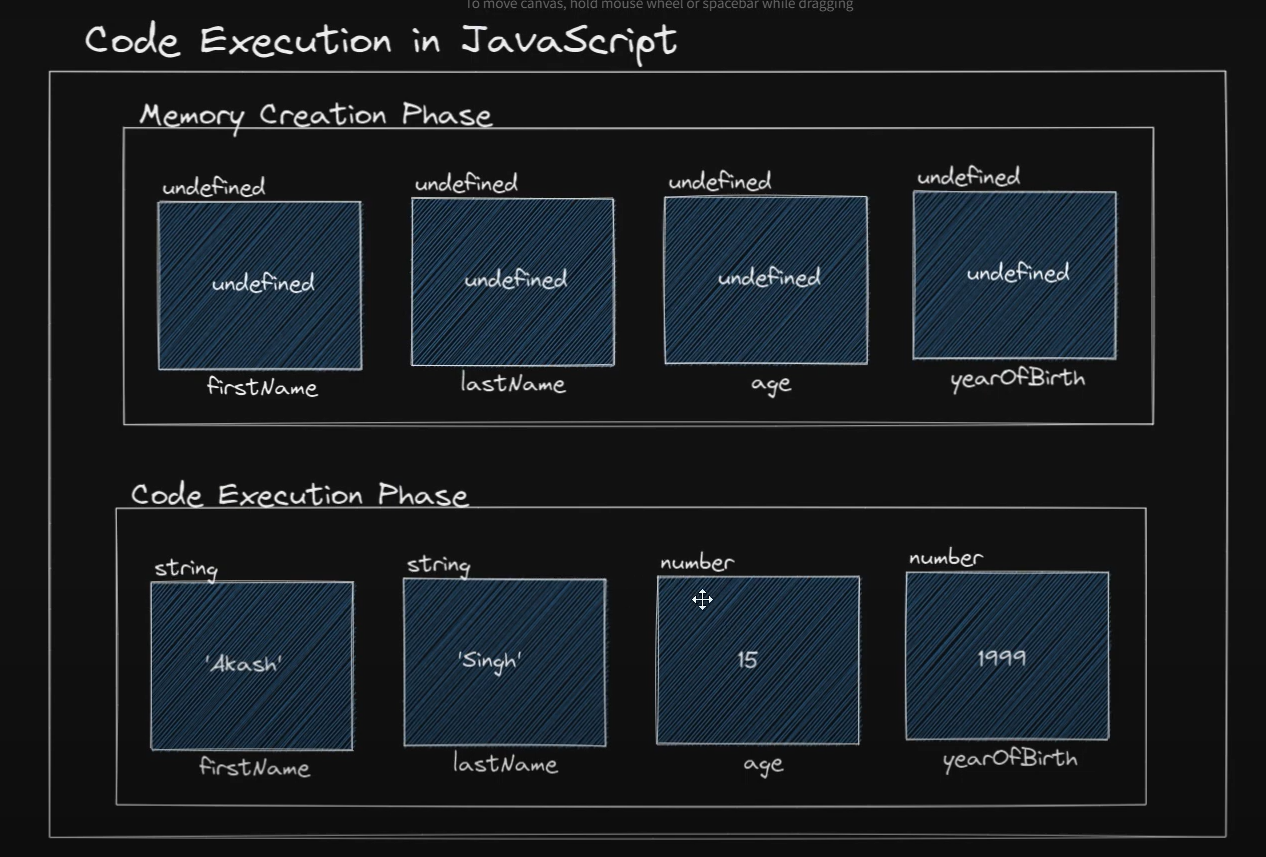 To move canvas, hold mouse wheel or spacebar while dragging
Code Execution in JavaScript
Memory Creation Phase
undefined undefined undefined undefined
undefined undefined undefined undefined
firstName lastName age yearOfBirth
Code Execution Phase
string string number number
'Akash' 'Singh' 15 1999
firstName lastName age yearOfBirth